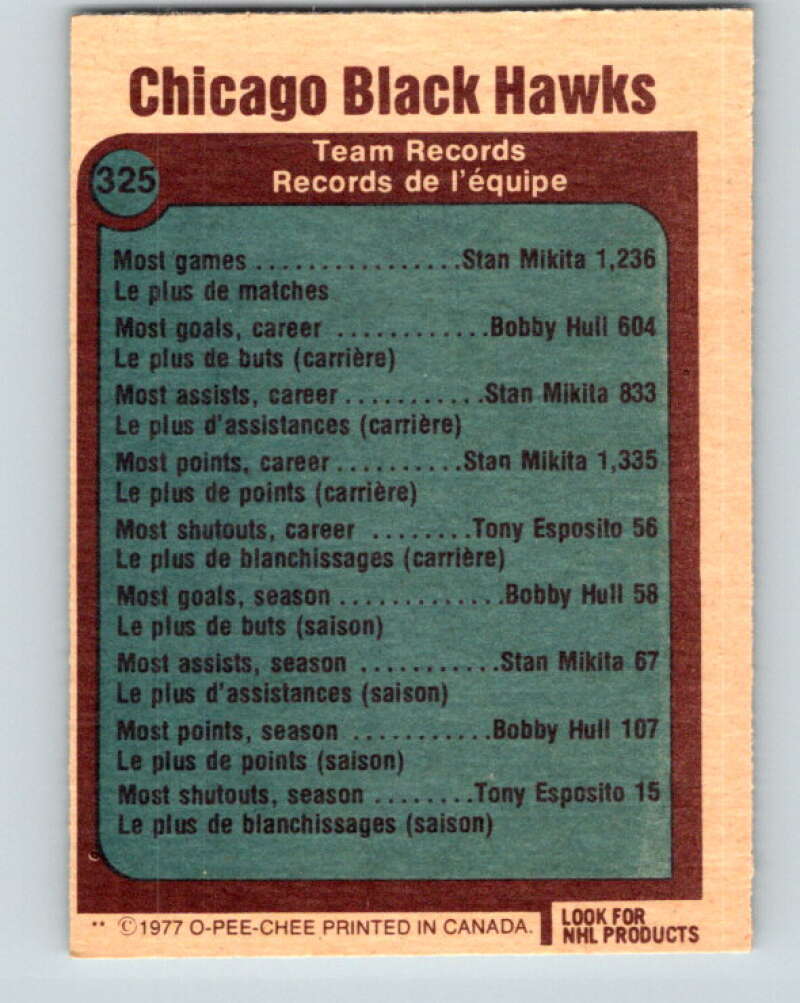 Chicago Black Hawks
325
Team Records
Records de l'équipe
Most games ................Stan Mikita 1,236
Le plus de matches
Most goals, career ............Bobby Hull 604
Le plus de buts (carrière)
Most assists, career...........Stan Mikita 833
Le plus d'assistances (carrière)
Most points, career..........Stan Mikita 1,335
Le plus de points (carrière)
Most shutouts, career ........Tony Esposito 56
Le plus de blanchissages (carrière)
Most goals, season .............Bobby Hull 58
Le plus de buts (saison)
Most assists, season ...........Stan Mikita 67
Le plus d'assistances (saison)
Most points, season ...........Bobby Hull 107
Le plus de points (saison)
Most shutouts, season ........Tony Esposito 15
Le plus de blanchissages (saison)
** ©1977 O-PEE-CHEE PRINTED IN CANADA.
LOOK FOR
NHL PRODUCTS